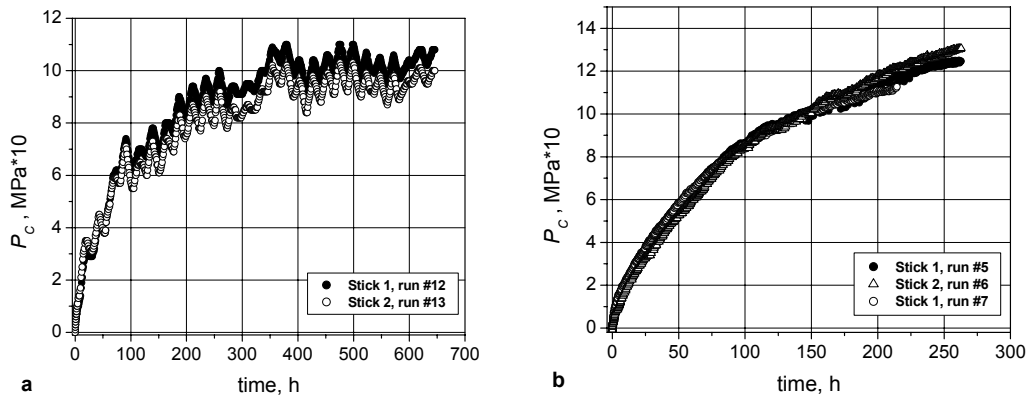 12
10
8
6
4
2
0
P_C, MPa*10
0 100 200 300 400 500 600 700
time, h
Stick 1, run #12
Stick 2, run #13
a
14
12
10
8
6
4
2
0
P_C, MPa*10
0 50 100 150 200 250 300
time, h
Stick 1, run #5
Stick 2, run #6
Stick 1, run #7
b